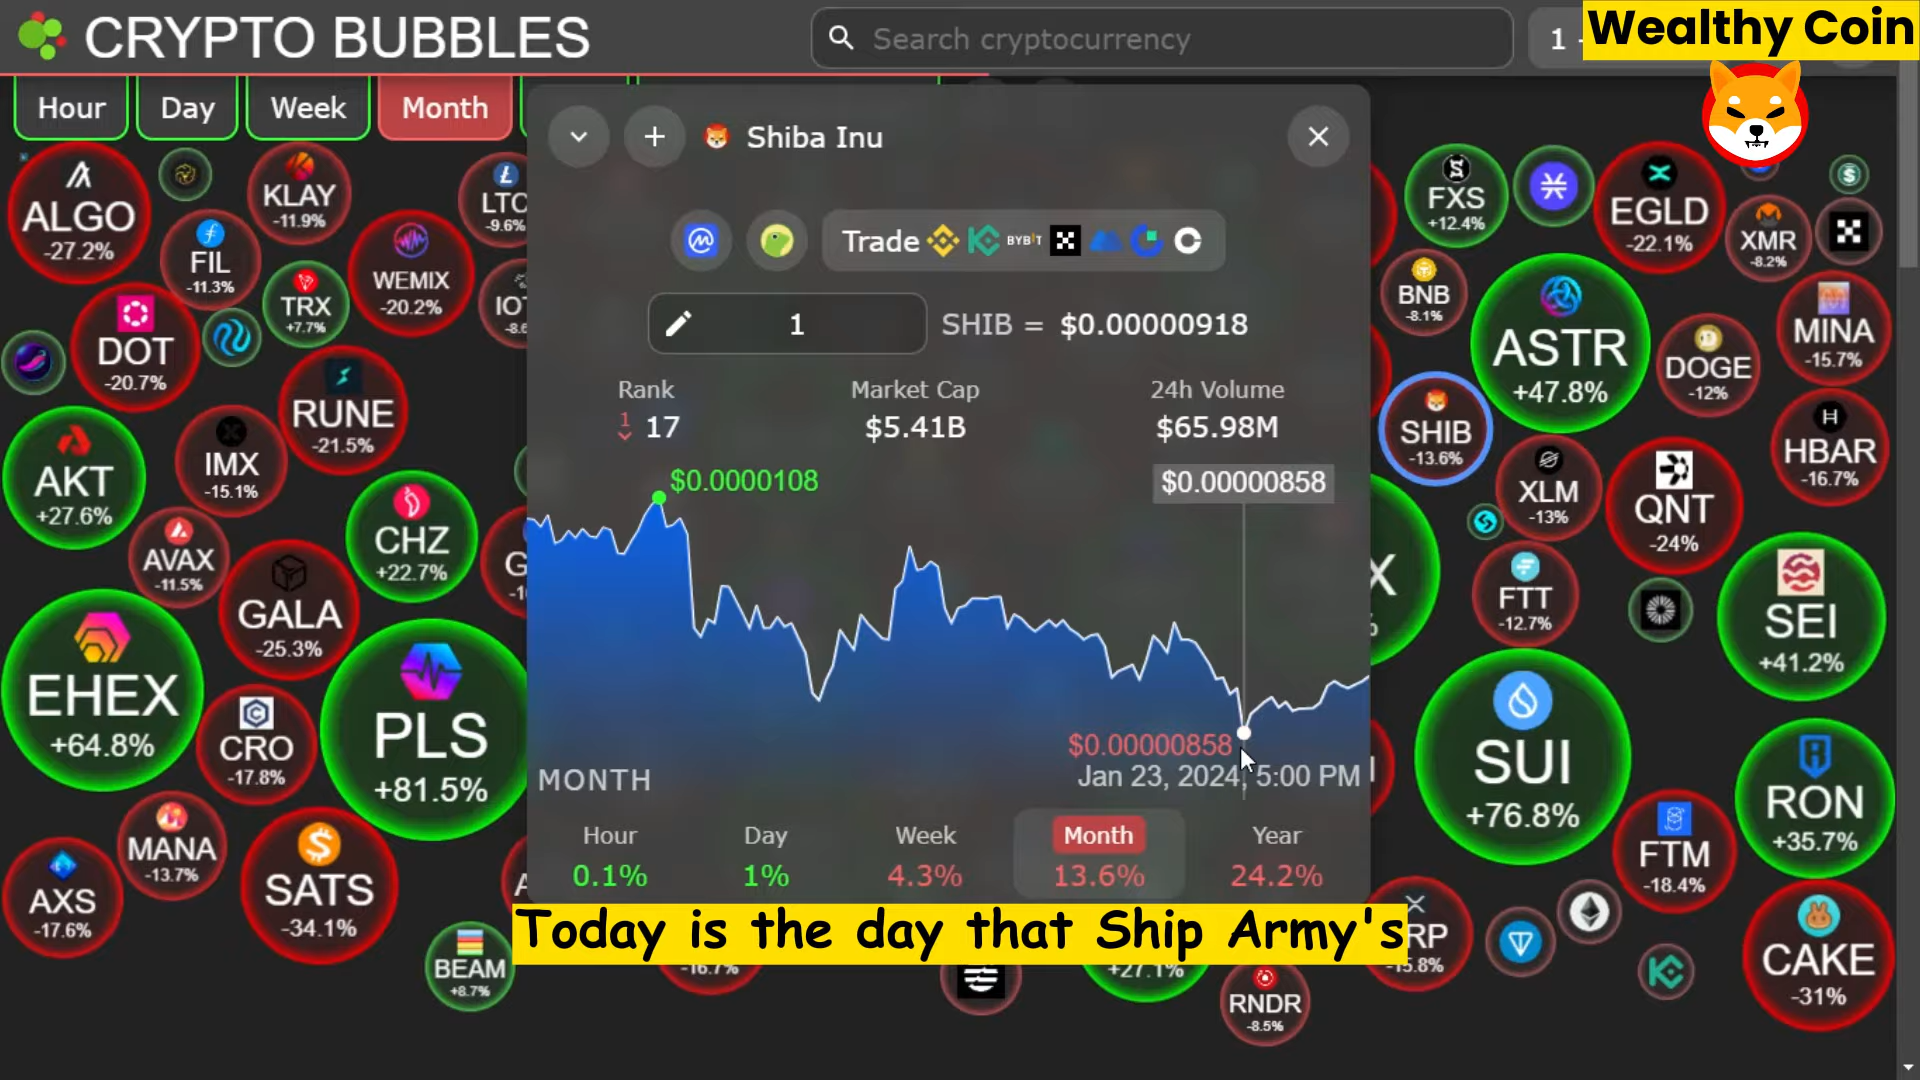 CRYPTO BUBBLES
Search cryptocurrency
1 -
Wealthy Coin
Hour
Day
Week
Month
Shiba Inu
Trade
BYBIT
1
SHIB = $0.00000918
Rank
Market Cap
24h Volume
1
17
$5.41B
$65.98M
$0.0000108
$0.00000858
$0.00000858
Jan 23, 2024, 5:00 PM
MONTH
Hour
Day
Week
Month
Year
0.1%
1%
4.3%
13.6%
24.2%
Today is the day that Ship Army's
ALGO
-27.2%
KLAY
-11.9%
LTC
-9.6%
FIL
-11.3%
WEMIX
-20.2%
TRX
+7.7%
DOT
-20.7%
RUNE
-21.5%
IMX
-15.1%
AKT
+27.6%
CHZ
+22.7%
AVAX
-11.5%
GALA
-25.3%
EHEX
+64.8%
PLS
+81.5%
CRO
-17.8%
MANA
-13.7%
SATS
-34.1%
AXS
-17.6%
BEAM
+8.7%
-16.7%
+27.1%
RNDR
-8.5%
FXS
+12.4%
EGLD
-22.1%
XMR
-8.2%
BNB
-8.1%
ASTR
+47.8%
DOGE
-12%
MINA
-15.7%
SHIB
-13.6%
XLM
-13%
QNT
-24%
HBAR
-16.7%
FTT
-12.7%
SEI
+41.2%
SUI
+76.8%
RON
+35.7%
FTM
-18.4%
RP
-15.8%
CAKE
-31%